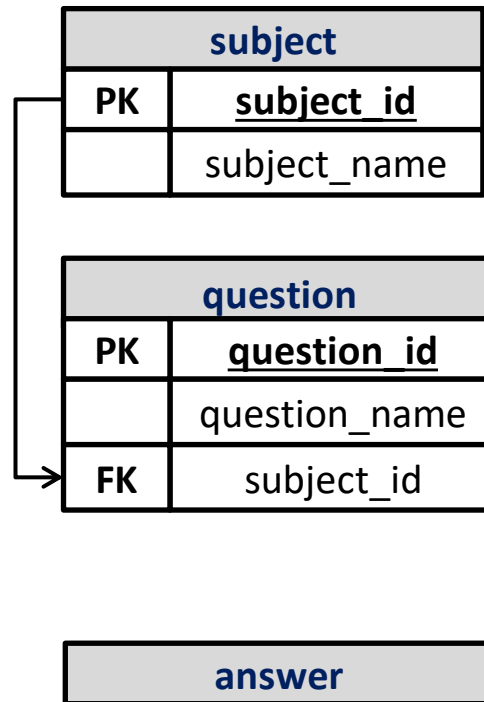 subject
PK subject_id
subject_name
question
PK question_id
question_name
FK subject_id
answer